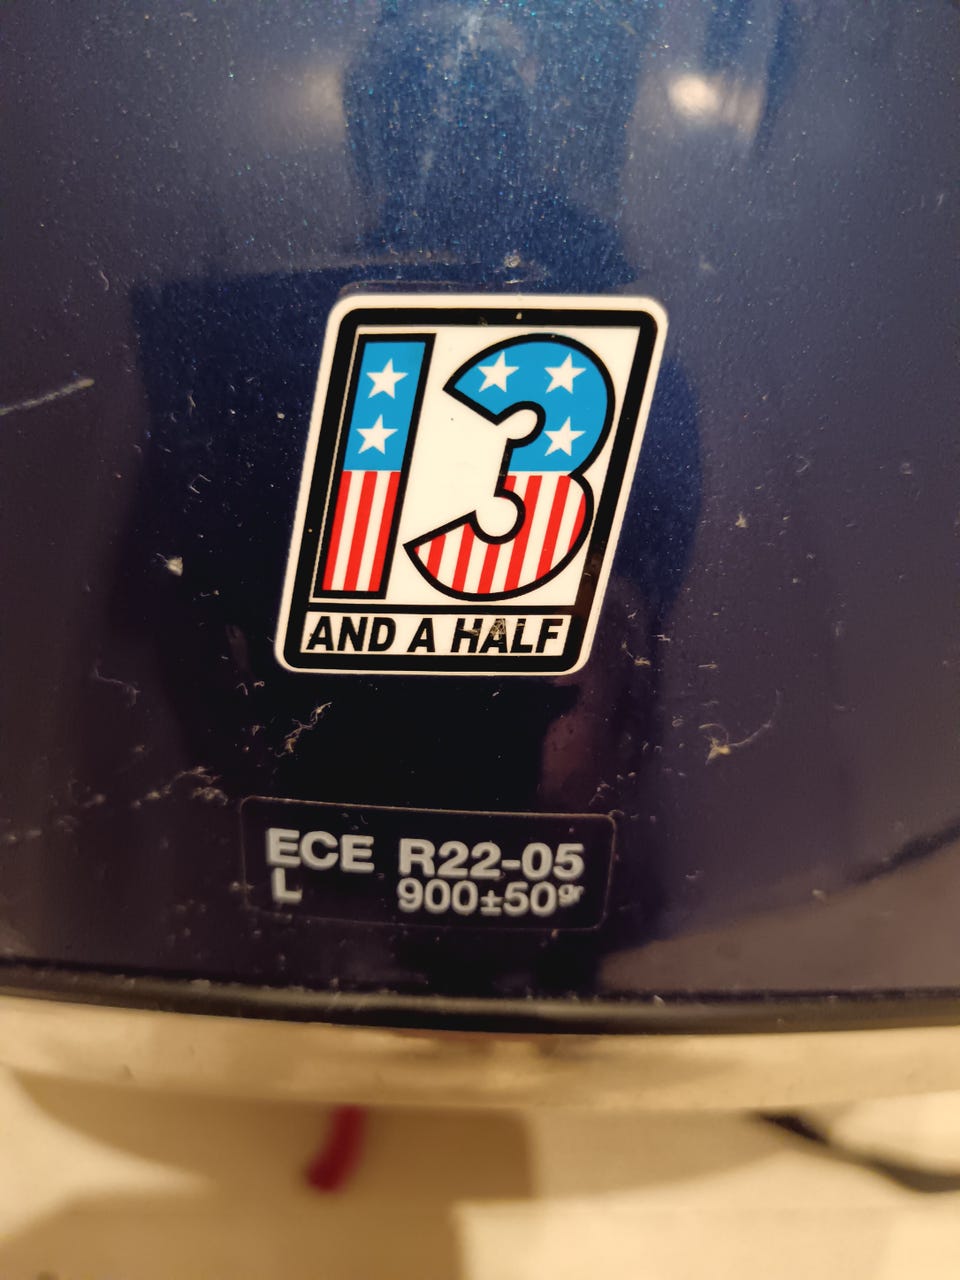 13
AND A HALF
ECE R22-05
L 900±50gr